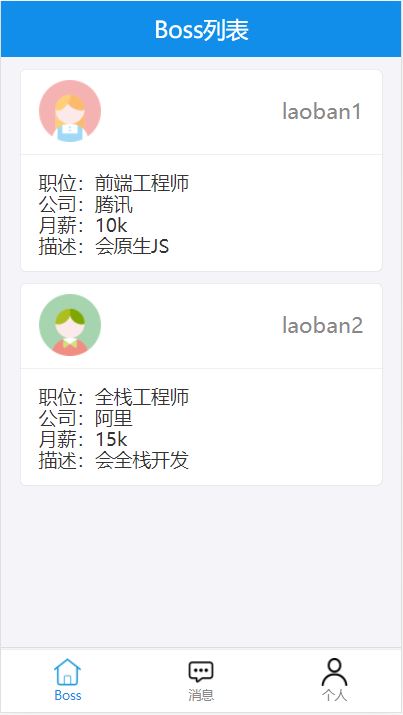 Boss列表
laoban1
职位：前端工程师
公司：腾讯
月薪：10k
描述：会原生JS
laoban2
职位：全栈工程师
公司：阿里
月薪：15k
描述：会全栈开发
Boss
消息
个人